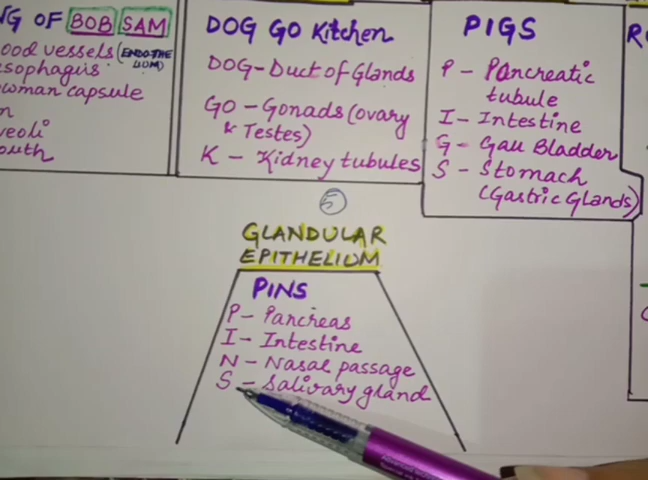 NG OF BOB SAM
ood vessels (ENDOTHE
LIUM)
sophagus
owman capsule
veoli
outh
DOG GO Kitchen
DOG - Duct of Glands
GO - Gonads (ovary
& Testes)
K - Kidney tubules
PIGS
P - Pancreatic
tubule
I - Intestine
G - Gall Bladder
S - Stomach
(Gastric Glands)
5
GLANDULAR
EPITHELIUM
PINS
P - Pancreas
I - Intestine
N - Nasal passage
S - Salivary gland